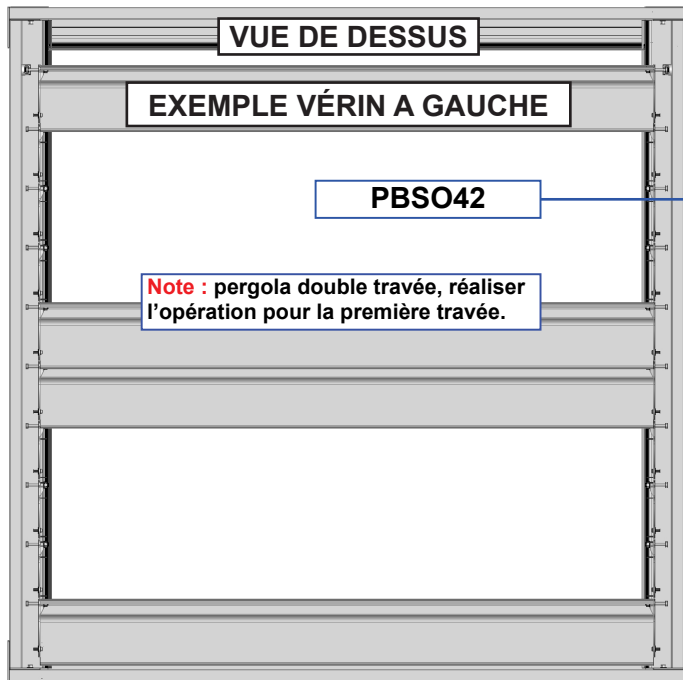 VUE DE DESSUS
EXEMPLE VÉRIN A GAUCHE
PBSO42
Note : pergola double travée, réaliser
l’opération pour la première travée.